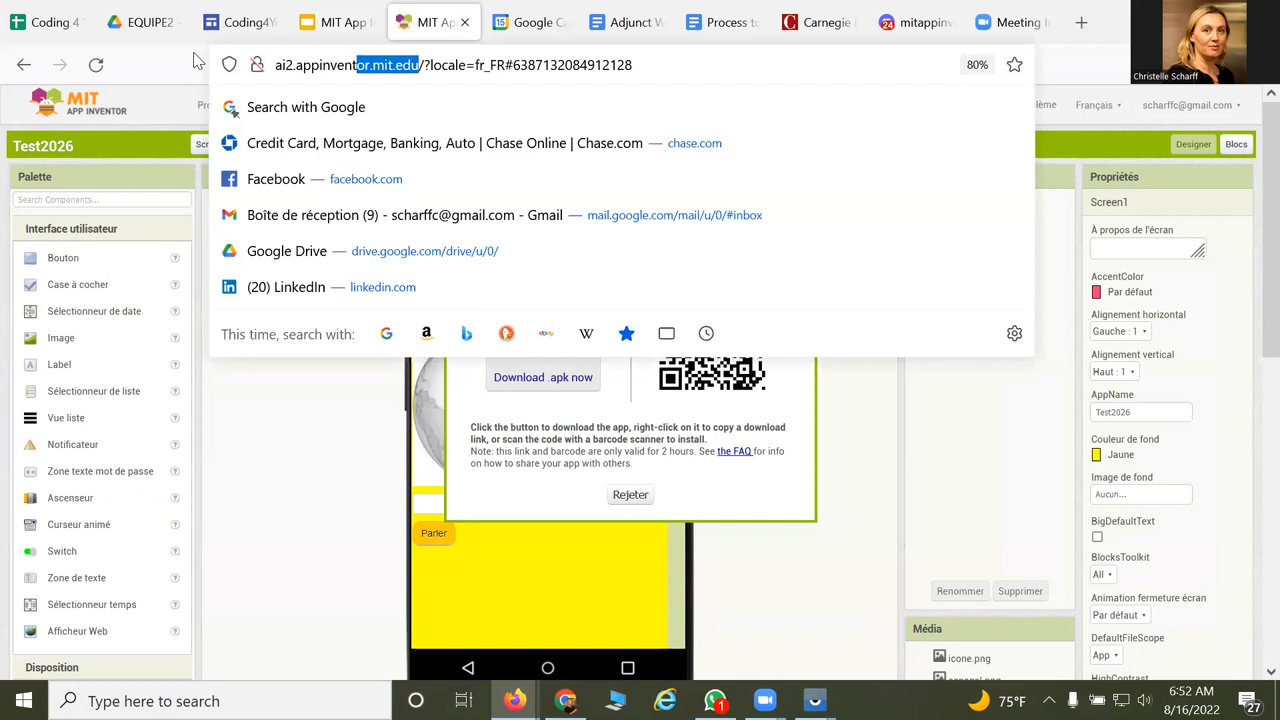 Coding 4
EQUIPE2
Coding4Y
MIT App I
MIT App
Google C
Adjunct W
Process to
Carnegie
24
mitappinv
Meeting I
ai2.appinventor.mit.edu/?locale=fr_FR#6387132084912128
80%
Christelle Scharff
Search with Google
Credit Card, Mortgage, Banking, Auto | Chase Online | Chase.com — chase.com
Facebook — facebook.com
Boîte de réception (9) - scharffc@gmail.com - Gmail — mail.google.com/mail/u/0/#inbox
Google Drive — drive.google.com/drive/u/0/
(20) LinkedIn — linkedin.com
This time, search with:
MIT
APP INVENTOR
Français
scharffc@gmail.com
Test2026
Designer
Blocs
Palette
Search Components...
Interface utilisateur
Bouton
Case à cocher
Sélectionneur de date
Image
Label
Sélectionneur de liste
Vue liste
Notificateur
Zone texte mot de passe
Ascenseur
Curseur animé
Switch
Zone de texte
Sélectionneur temps
Afficheur Web
Disposition
Download .apk now
Click the button to download the app, right-click on it to copy a download
link, or scan the code with a barcode scanner to install.
Note: this link and barcode are only valid for 2 hours. See the FAQ for info
on how to share your app with others.
Rejeter
Parler
Renommer
Supprimer
Média
icone.png
Propriétés
Screen1
À propos de l'écran
AccentColor
Par défaut
Alignement horizontal
Gauche : 1
Alignement vertical
Haut : 1
AppName
Test2026
Couleur de fond
Jaune
Image de fond
Aucun...
BigDefaultText
BlocksToolkit
All
Animation fermeture écran
Par défaut
DefaultFileScope
App
HighContrast
Type here to search
1
75°F
6:52 AM
8/16/2022
27